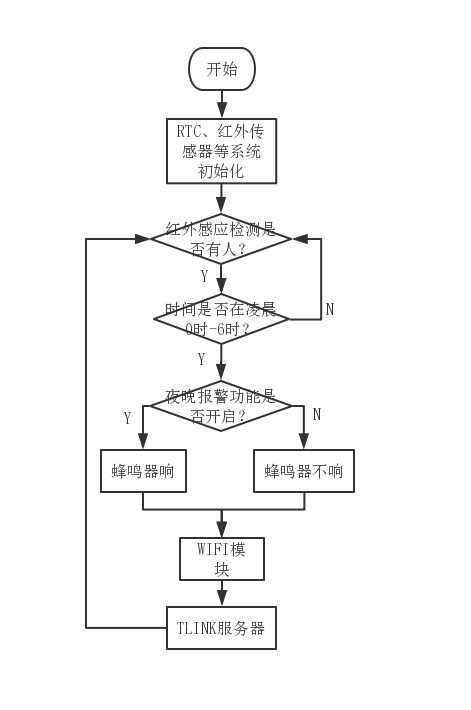 开始
RTC、红外传
感器等系统
初始化
红外感应检测是
否有人?
Y
时间是否在凌晨
0时-6时?
N
Y
夜晚报警功能是
否开启?
Y
N
蜂鸣器响
蜂鸣器不响
WIFI模
块
TLINK服务器